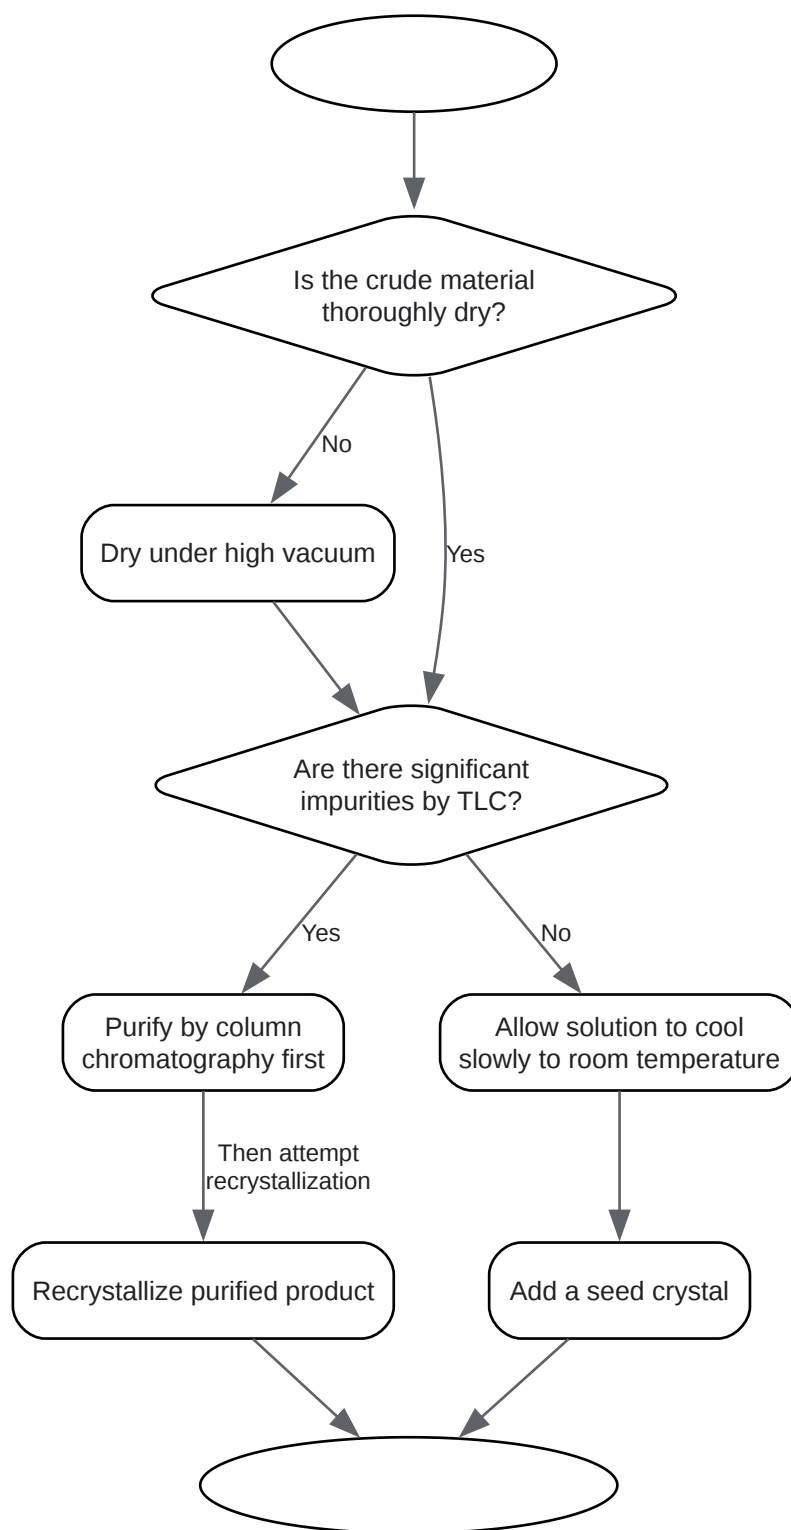 Is the crude material
thoroughly dry?
No
Dry under high vacuum
Yes
Are there significant
impurities by TLC?
Yes
No
Purify by column
chromatography first
Allow solution to cool
slowly to room temperature
Then attempt
recrystallization
Recrystallize purified product
Add a seed crystal